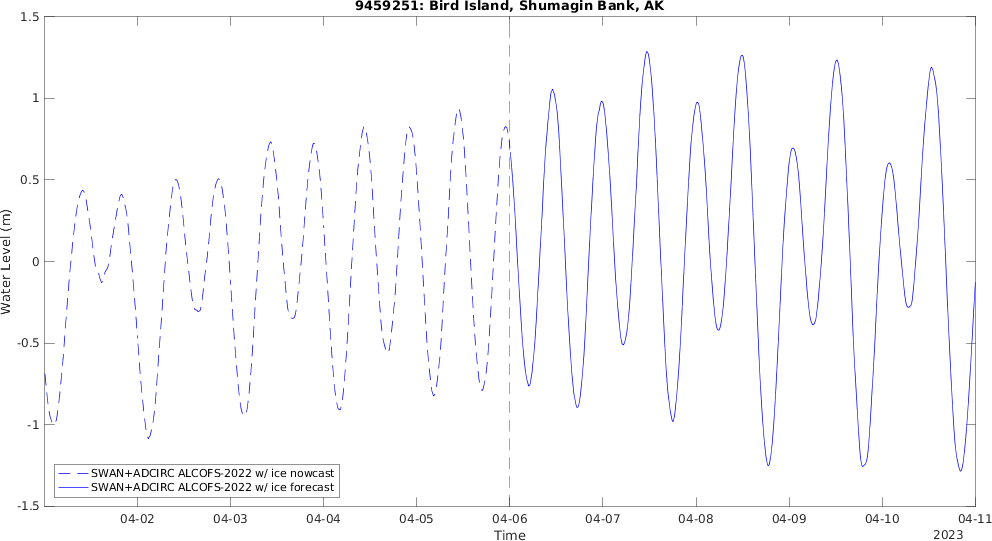 9459251: Bird Island, Shumagin Bank, AK
1.5
1
0.5
0
-0.5
-1
-1.5
Water Level (m)
SWAN+ADCIRC ALCOFS-2022 w/ ice nowcast
SWAN+ADCIRC ALCOFS-2022 w/ ice forecast
04-02 04-03 04-04 04-05 04-06 04-07 04-08 04-09 04-10 04-11
Time
2023